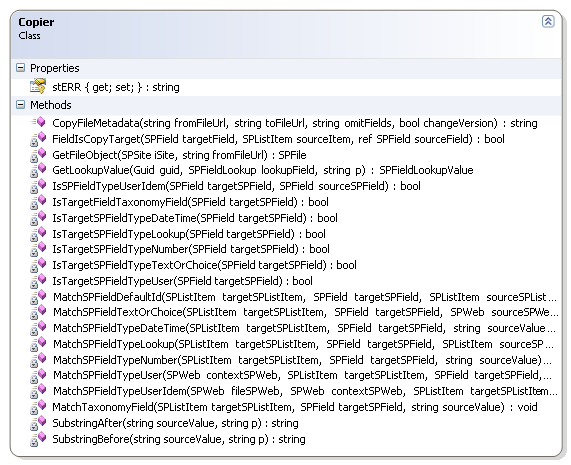 Copier
Class
Properties
stERR { get; set; } : string
Methods
CopyFileMetadata(string fromFileUrl, string toFileUrl, string omitFields, bool changeVersion) : string
FieldIsCopyTarget(SPField targetField, SPListItem sourceItem, ref SPField sourceField) : bool
GetFileObject(SPSite iSite, string fromFileUrl) : SPFile
GetLookupValue(Guid guid, SPFieldLookup lookupField, string p) : SPFieldLookupValue
IsSPFieldTypeUserIdem(SPField targetSPField, SPField sourceSPField) : bool
IsTargetFieldTaxonomyField(SPField targetSPField) : bool
IsTargetSPFieldTypeDateTime(SPField targetSPField) : bool
IsTargetSPFieldTypeLookup(SPField targetSPField) : bool
IsTargetSPFieldTypeNumber(SPField targetSPField) : bool
IsTargetSPFieldTypeTextOrChoice(SPField targetSPField) : bool
IsTargetSPFieldTypeUser(SPField targetSPField) : bool
MatchSPFieldDefaultId(SPListItem targetSPListItem, SPField targetSPField, SPListItem sourceSPList...
MatchSPFieldTextOrChoice(SPListItem targetSPListItem, SPField targetSPField, SPWeb sourceSPWe...
MatchSPFieldTypeDateTime(SPListItem targetSPListItem, SPField targetSPField, string sourceValue...
MatchSPFieldTypeLookup(SPListItem targetSPListItem, SPField targetSPField, SPListItem sourceSP...
MatchSPFieldTypeNumber(SPListItem targetSPListItem, SPField targetSPField, string sourceValue)...
MatchSPFieldTypeUser(SPWeb contextSPWeb, SPListItem targetSPListItem, SPField targetSPField,...
MatchSPFieldTypeUserIdem(SPWeb fileSPWeb, SPWeb contextSPWeb, SPListItem targetSPListItem...
MatchTaxonomyField(SPListItem targetSPListItem, SPField targetSPField, string sourceValue) : void
SubstringAfter(string sourceValue, string p) : string
SubstringBefore(string sourceValue, string p) : string